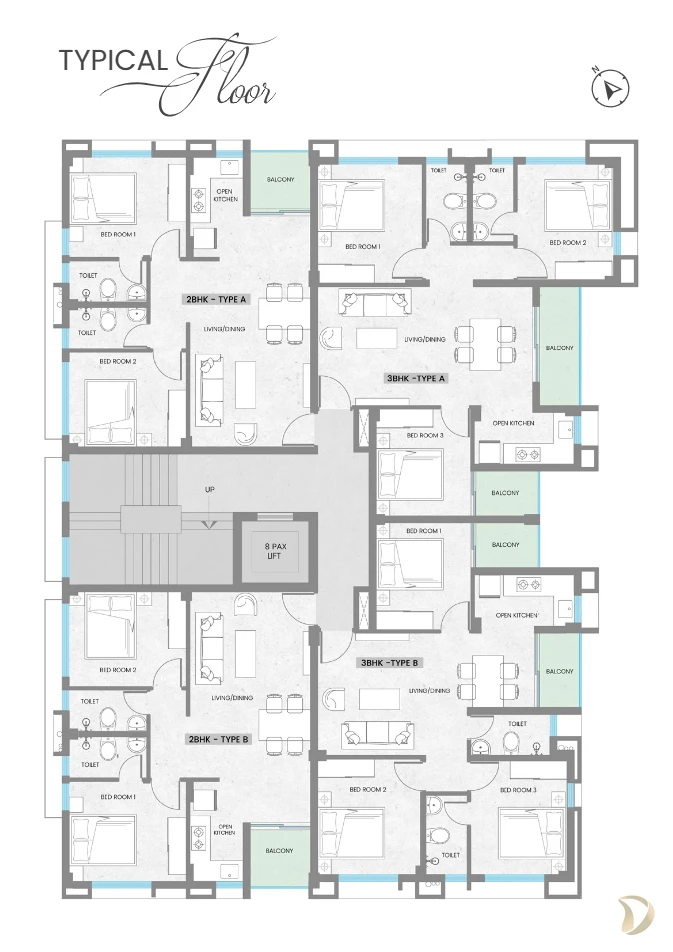 TYPICAL Floor
N
BALCONY
OPEN
KITCHEN
BED ROOM 1
TOILET
TOILET
BED ROOM 1
BED ROOM 2
TOILET
2BHK - TYPE A
TOILET
LIVING/DINING
LIVING/DINING
BALCONY
BED ROOM 2
3BHK -TYPE A
OPEN KITCHEN
BED ROOM 3
UP
BALCONY
8 PAX
LIFT
BED ROOM 1
BALCONY
OPEN KITCHEN
3BHK -TYPE B
BED ROOM 2
BALCONY
LIVING/DINING
LIVING/DINING
TOILET
TOILET
2BHK - TYPE B
TOILET
BED ROOM 1
BED ROOM 2
BED ROOM 3
OPEN
KITCHEN
BALCONY
TOILET